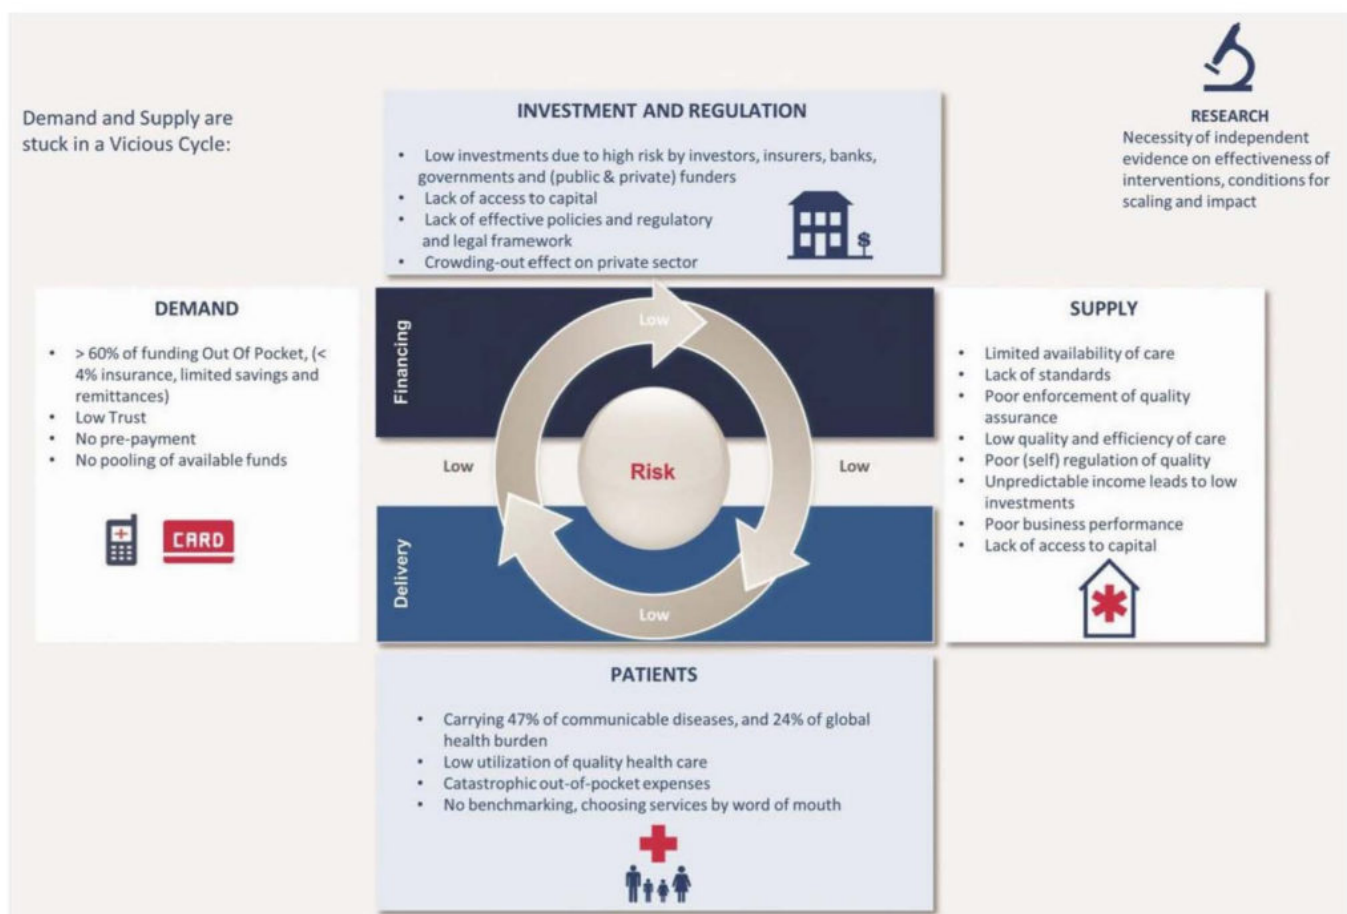 Demand and Supply are
stuck in a Vicious Cycle:
INVESTMENT AND REGULATION
• Low investments due to high risk by investors, insurers, banks,
governments and (public & private) funders
• Lack of access to capital
• Lack of effective policies and regulatory
and legal framework
• Crowding-out effect on private sector
$
RESEARCH
Necessity of independent
evidence on effectiveness of
interventions, conditions for
scaling and impact
DEMAND
• > 60% of funding Out Of Pocket, (<
4% insurance, limited savings and
remittances)
• Low Trust
• No pre-payment
• No pooling of available funds
CARD
Financing
Low
Low
Risk
Low
Delivery
Low
SUPPLY
• Limited availability of care
• Lack of standards
• Poor enforcement of quality
assurance
• Low quality and efficiency of care
• Poor (self) regulation of quality
• Unpredictable income leads to low
investments
• Poor business performance
• Lack of access to capital
PATIENTS
• Carrying 47% of communicable diseases, and 24% of global
health burden
• Low utilization of quality health care
• Catastrophic out-of-pocket expenses
• No benchmarking, choosing services by word of mouth